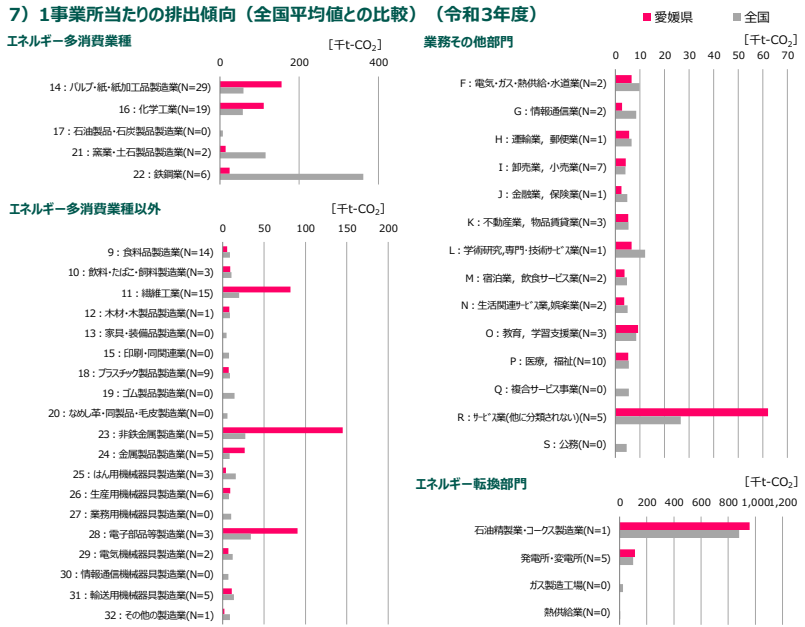 7）1事業所当たりの排出傾向（全国平均値との比較）（令和3年度）
愛媛県 全国
エネルギー多消費業種
[千t-CO₂]
0 200 400
14：パルプ･紙･紙加工品製造業(N=29)
16：化学工業(N=19)
17：石油製品･石炭製品製造業(N=0)
21：窯業･土石製品製造業(N=2)
22：鉄鋼業(N=6)
エネルギー多消費業種以外
[千t-CO₂]
0 50 100 150 200
9：食料品製造業(N=14)
10：飲料･たばこ･飼料製造業(N=3)
11：繊維工業(N=15)
12：木材･木製品製造業(N=1)
13：家具･装備品製造業(N=0)
15：印刷･同関連業(N=0)
18：プラスチック製品製造業(N=9)
19：ゴム製品製造業(N=0)
20：なめし革･同製品･毛皮製造業(N=0)
23：非鉄金属製造業(N=5)
24：金属製品製造業(N=5)
25：はん用機械器具製造業(N=3)
26：生産用機械器具製造業(N=6)
27：業務用機械器具製造業(N=0)
28：電子部品等製造業(N=3)
29：電気機械器具製造業(N=2)
30：情報通信機械器具製造業(N=0)
31：輸送用機械器具製造業(N=5)
32：その他の製造業(N=1)
業務その他部門
[千t-CO₂]
0 10 20 30 40 50 60 70
F：電気･ガス･熱供給･水道業(N=2)
G：情報通信業(N=2)
H：運輸業，郵便業(N=1)
I：卸売業，小売業(N=7)
J：金融業，保険業(N=1)
K：不動産業，物品賃貸業(N=3)
L：学術研究,専門･技術ｻｰﾋﾞｽ業(N=1)
M：宿泊業，飲食サービス業(N=2)
N：生活関連ｻｰﾋﾞｽ業,娯楽業(N=2)
O：教育，学習支援業(N=3)
P：医療，福祉(N=10)
Q：複合サービス事業(N=0)
R：ｻｰﾋﾞｽ業(他に分類されない)(N=5)
S：公務(N=0)
エネルギー転換部門
[千t-CO₂]
0 200 400 600 800 1,000 1,200
石油精製業･コークス製造業(N=1)
発電所･変電所(N=5)
ガス製造工場(N=0)
熱供給業(N=0)